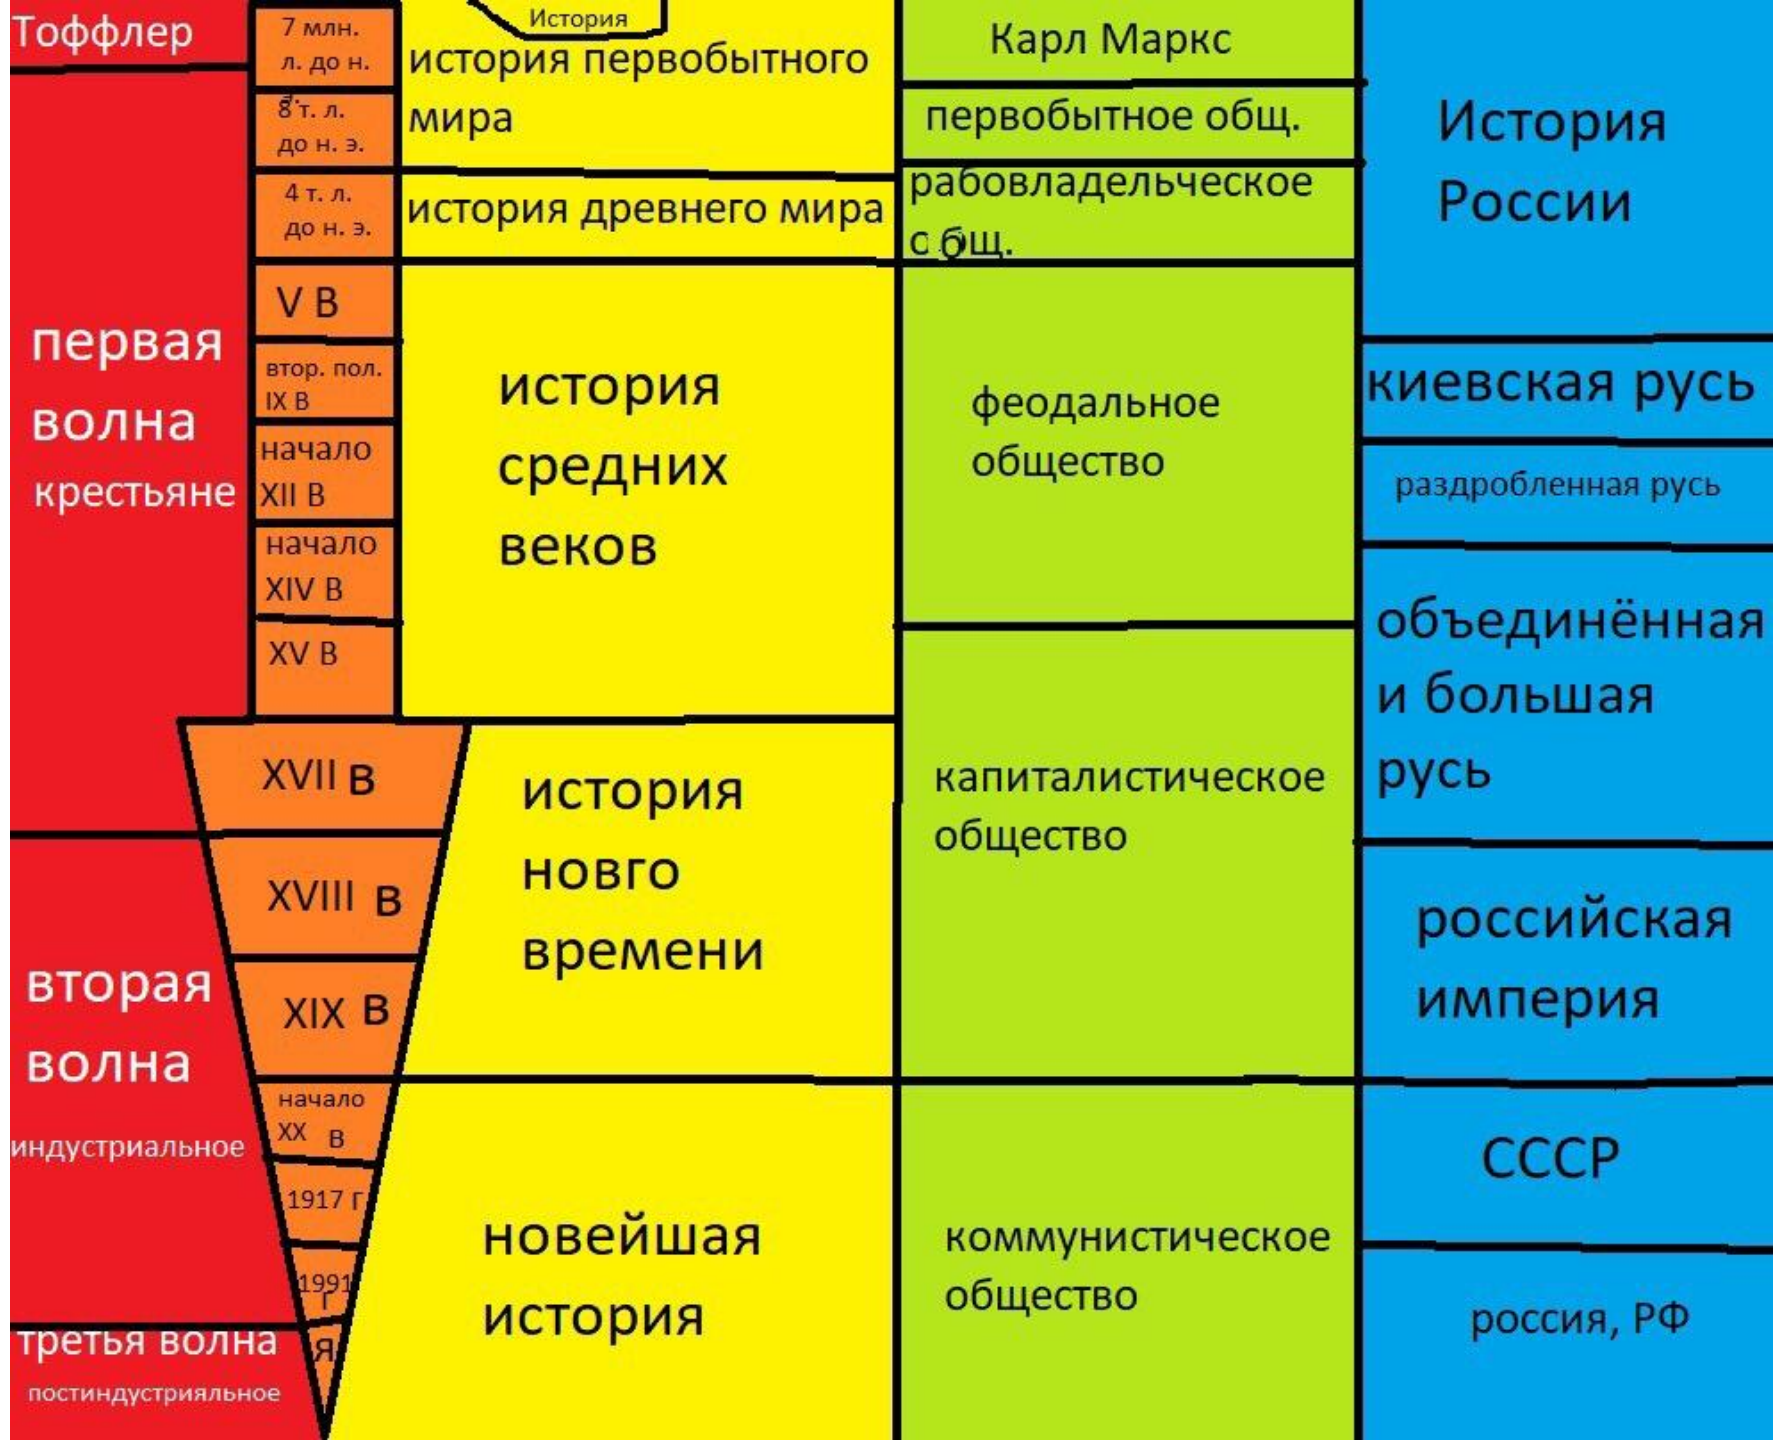 Тоффлер
первая
волна
крестьяне
вторая
волна
индустриальное
третья волна
постиндустрияльное
7 млн.
л. до н.
э.
8 т. л.
до н. э.
4 т. л.
до н. э.
V В
втор. пол.
IX В
начало
XII В
начало
XIV В
XV В
XVII в
XVIII в
XIX в
начало
XX в
1917 г
1991
г
Я
История
история первобытного
мира
история древнего мира
история
средних
веков
история
новго
времени
новейшая
история
Карл Маркс
первобытное общ.
рабовладельческое
общ.
феодальное
общество
капиталистическое
общество
коммунистическое
общество
История
России
киевская русь
раздробленная русь
объединённая
и большая
русь
российская
империя
СССР
россия, РФ